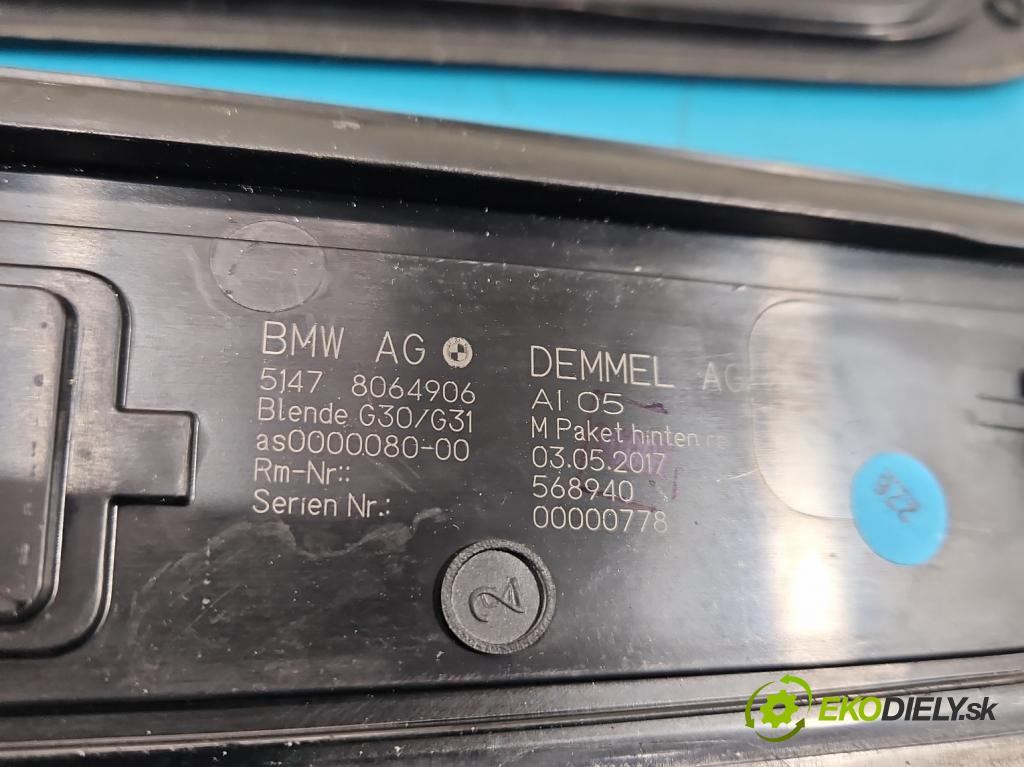 BMW AG
5147 8064906
Blende G30/G31
as0000080-00
Rm-Nr::
Serien Nr.:
DEMMEL AG
AI 05
M Paket hinten re
03.05.2017
568940
00000778
2
EKODIELY.sk